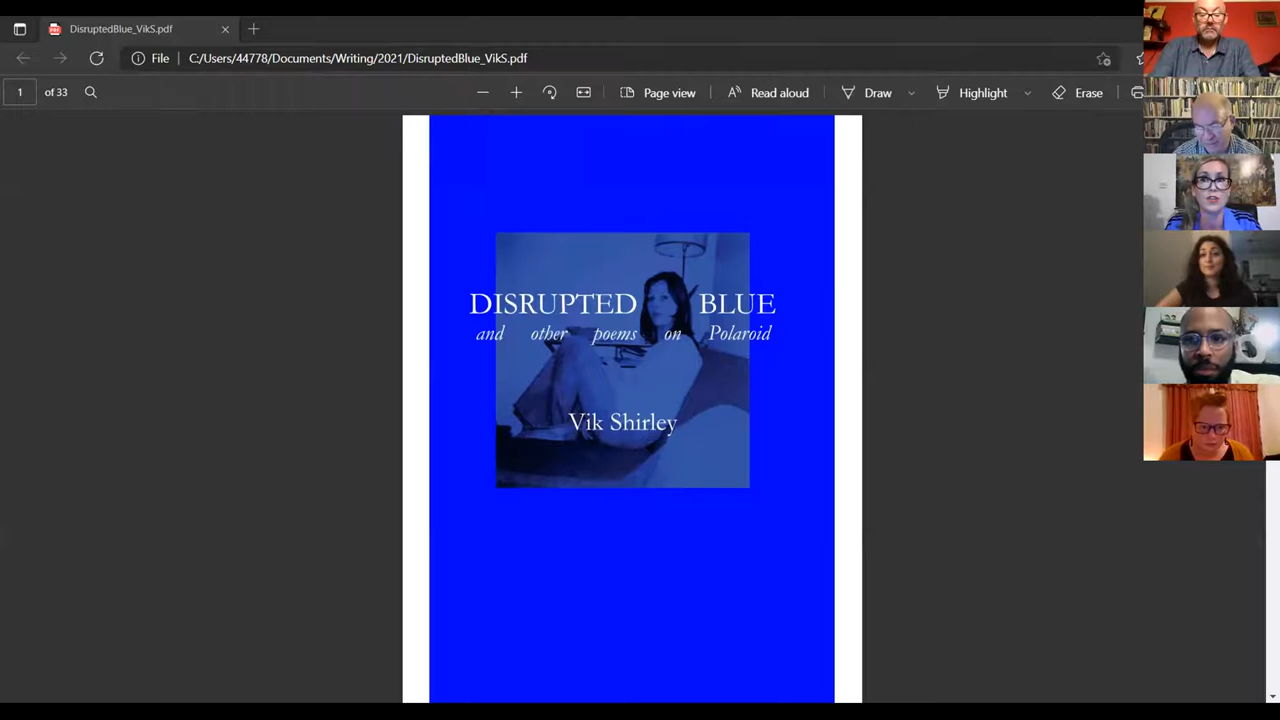 DisruptedBlue_VikS.pdf
File C:/Users/44778/Documents/Writing/2021/DisruptedBlue_VikS.pdf
1 of 33 Page view Read aloud Draw Highlight Erase
DISRUPTED BLUE
and other poems on Polaroid
Vik Shirley